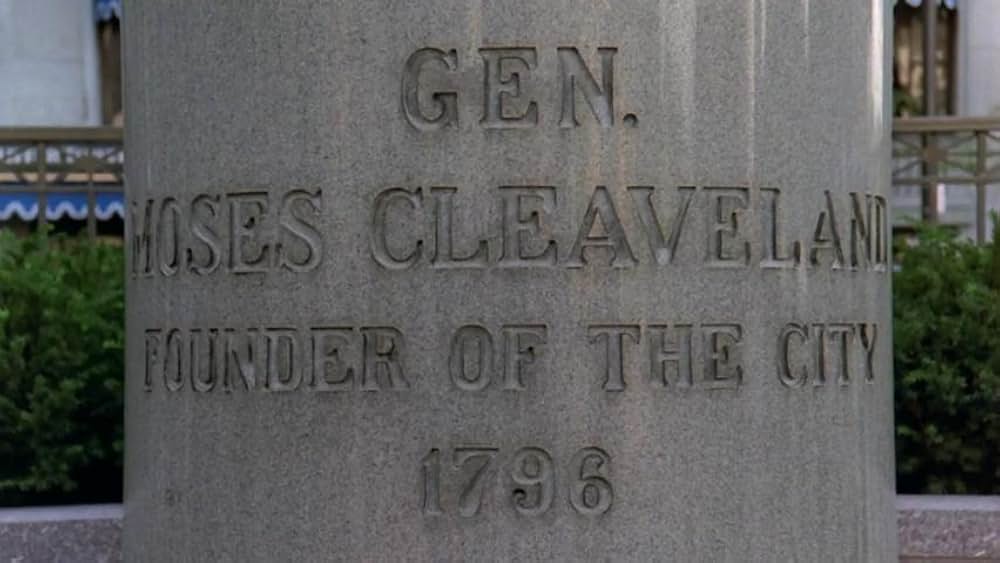 GEN.
MOSES CLEAVELAND
FOUNDER OF THE CITY
1796